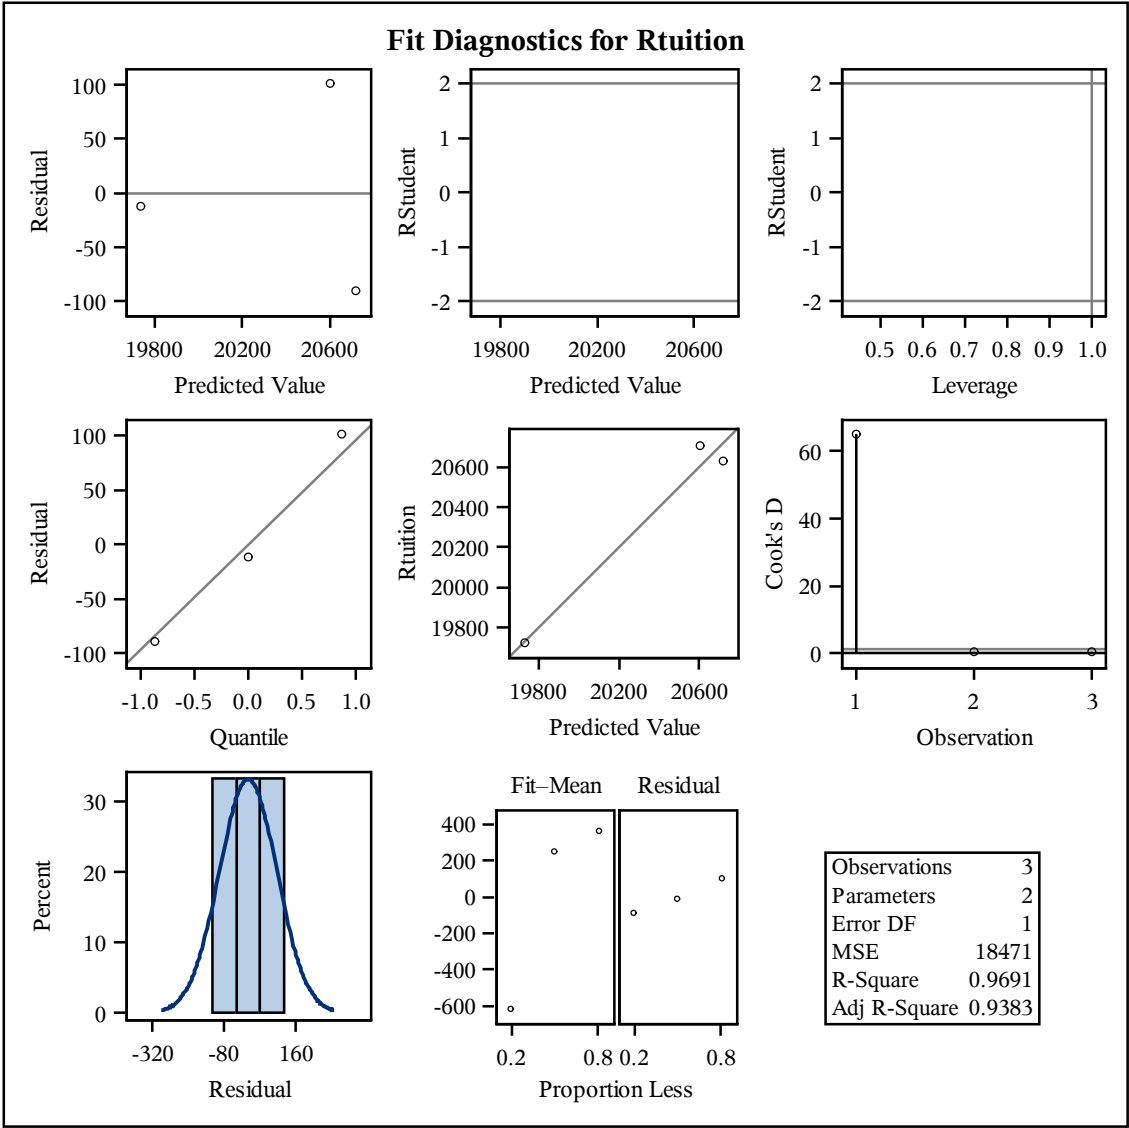 Fit Diagnostics for Rtuition
100
50
0
-50
-100
Residual
19800 20200 20600
Predicted Value
2
1
0
-1
-2
RStudent
19800 20200 20600
Predicted Value
2
1
0
-1
-2
RStudent
0.5 0.6 0.7 0.8 0.9 1.0
Leverage
100
50
0
-50
-100
Residual
-1.0 -0.5 0.0 0.5 1.0
Quantile
20600
20400
20200
20000
19800
Rtuition
19800 20200 20600
Predicted Value
60
40
20
0
Cook's D
1 2 3
Observation
30
20
10
0
Percent
-320 -80 160
Residual
Fit–Mean Residual
400
200
0
-200
-400
-600
0.2 0.8 0.2 0.8
Proportion Less
Observations 3
Parameters 2
Error DF 1
MSE 18471
R-Square 0.9691
Adj R-Square 0.9383